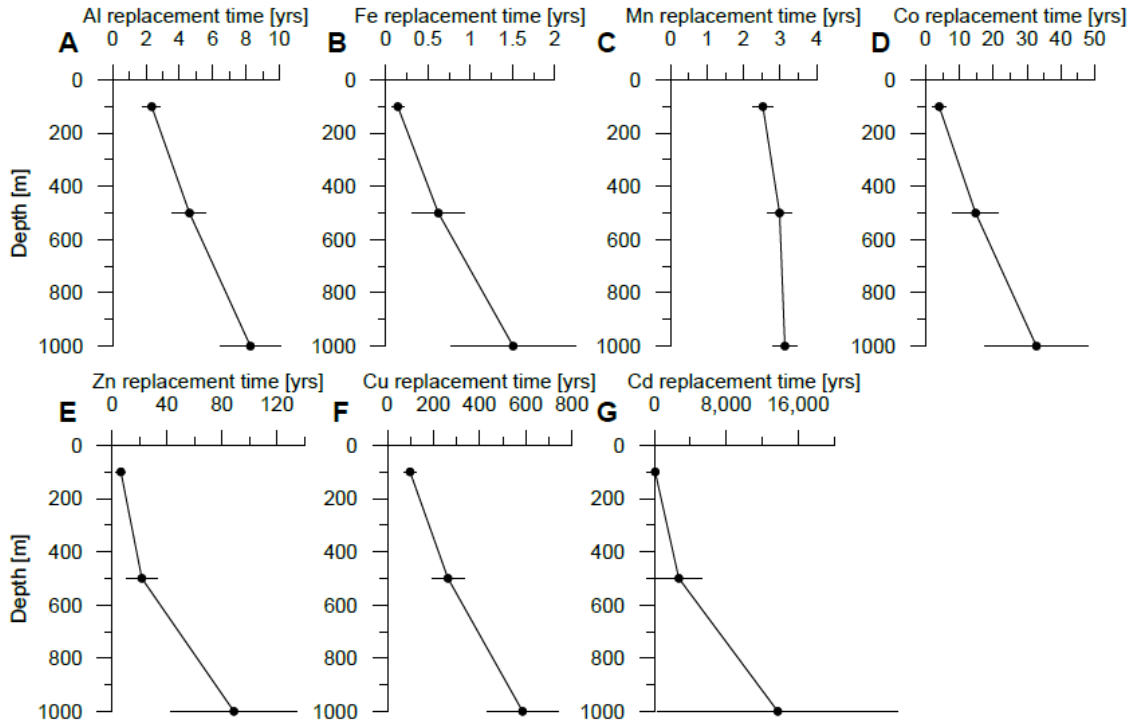 Al replacement time [yrs] Fe replacement time [yrs] Mn replacement time [yrs] Co replacement time [yrs]
A 0 2 4 6 8 10 B 0 0.5 1 1.5 2 C 0 1 2 3 4 D 0 10 20 30 40 50
0 0 0 0
200 200 200 200
400 400 400 400
Depth [m]
600 600 600 600
800 800 800 800
1000 1000 1000 1000
Zn replacement time [yrs] Cu replacement time [yrs] Cd replacement time [yrs]
E 0 40 80 120 F 0 200 400 600 800 G 0 8,000 16,000
0 0 0
200 200 200
400 400 400
Depth [m]
600 600 600
800 800 800
1000 1000 1000